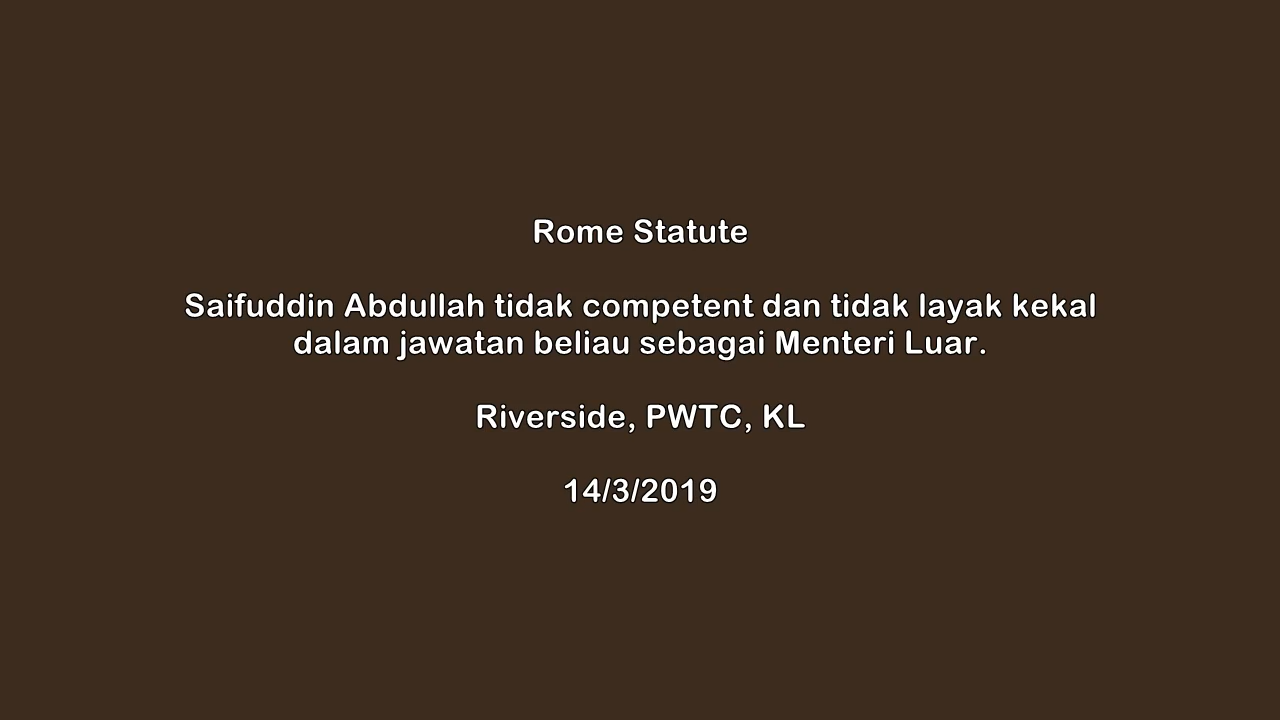 Rome Statute
Saifuddin Abdullah tidak competent dan tidak layak kekal
dalam jawatan beliau sebagai Menteri Luar.
Riverside, PWTC, KL
14/3/2019